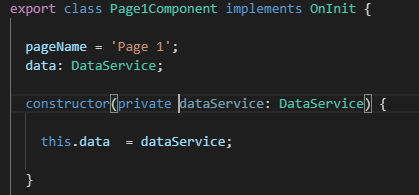 export class Page1Component implements OnInit {
pageName = 'Page 1';
data: DataService;
constructor(private dataService: DataService) {
this.data  = dataService;
}